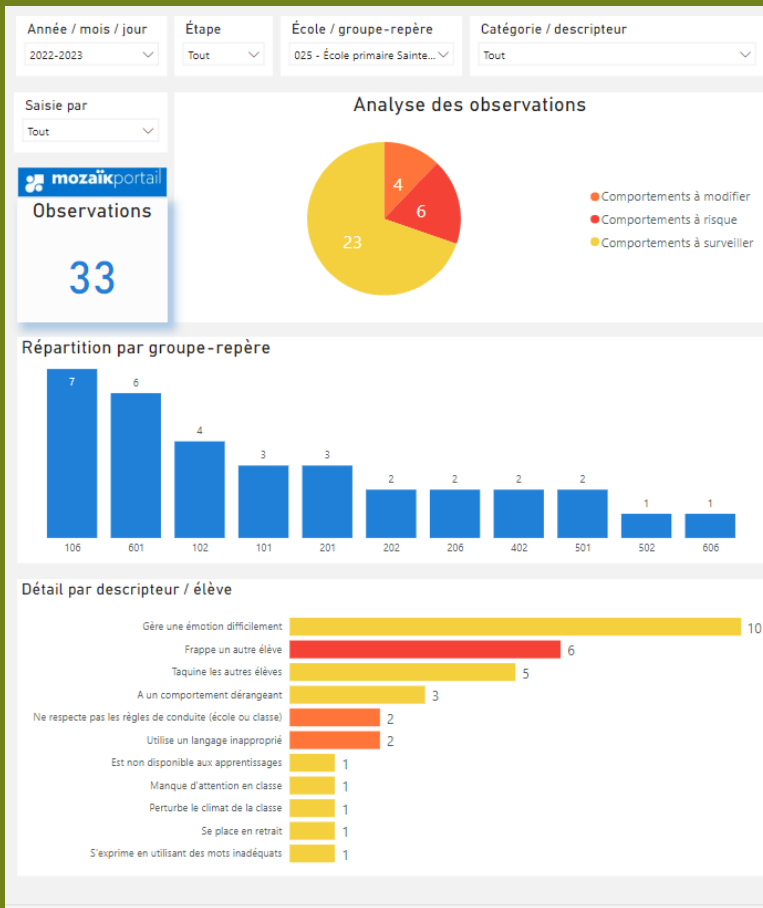 Année / mois / jour
2022-2023
Étape
Tout
École / groupe-repère
025 - École primaire Sainte...
Catégorie / descripteur
Tout
Saisie par
Tout
mozaïkportail
Observations
33
Analyse des observations
4
6
23
Comportements à modifier
Comportements à risque
Comportements à surveiller
Répartition par groupe-repère
7
6
4
3
3
2
2
2
2
1
1
106
601
102
101
201
202
206
402
501
502
606
Détail par descripteur / élève
Gère une émotion difficilement 10
Frappe un autre élève 6
Taquine les autres élèves 5
A un comportement dérangeant 3
Ne respecte pas les règles de conduite (école ou classe) 2
Utilise un langage inapproprié 2
Est non disponible aux apprentissages 1
Manque d'attention en classe 1
Perturbe le climat de la classe 1
Se place en retrait 1
S'exprime en utilisant des mots inadéquats 1